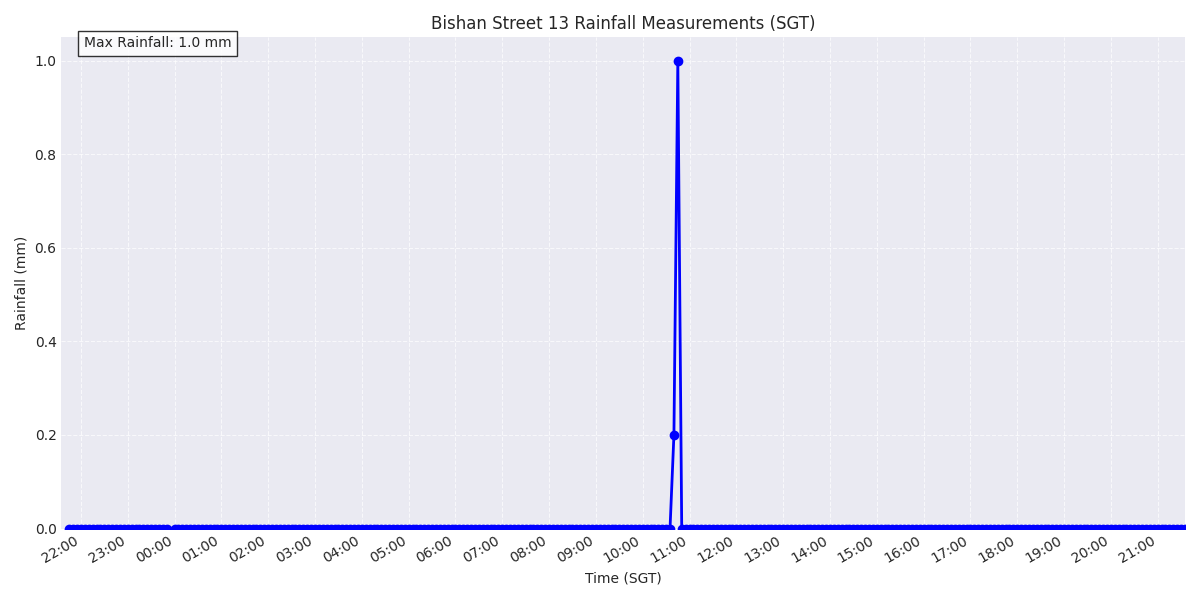 Bishan Street 13 Rainfall Measurements (SGT)
Max Rainfall: 1.0 mm
1.0
0.8
0.6
0.4
0.2
0.0
Rainfall (mm)
22:00 23:00 00:00 01:00 02:00 03:00 04:00 05:00 06:00 07:00 08:00 09:00 10:00 11:00 12:00 13:00 14:00 15:00 16:00 17:00 18:00 19:00 20:00 21:00
Time (SGT)